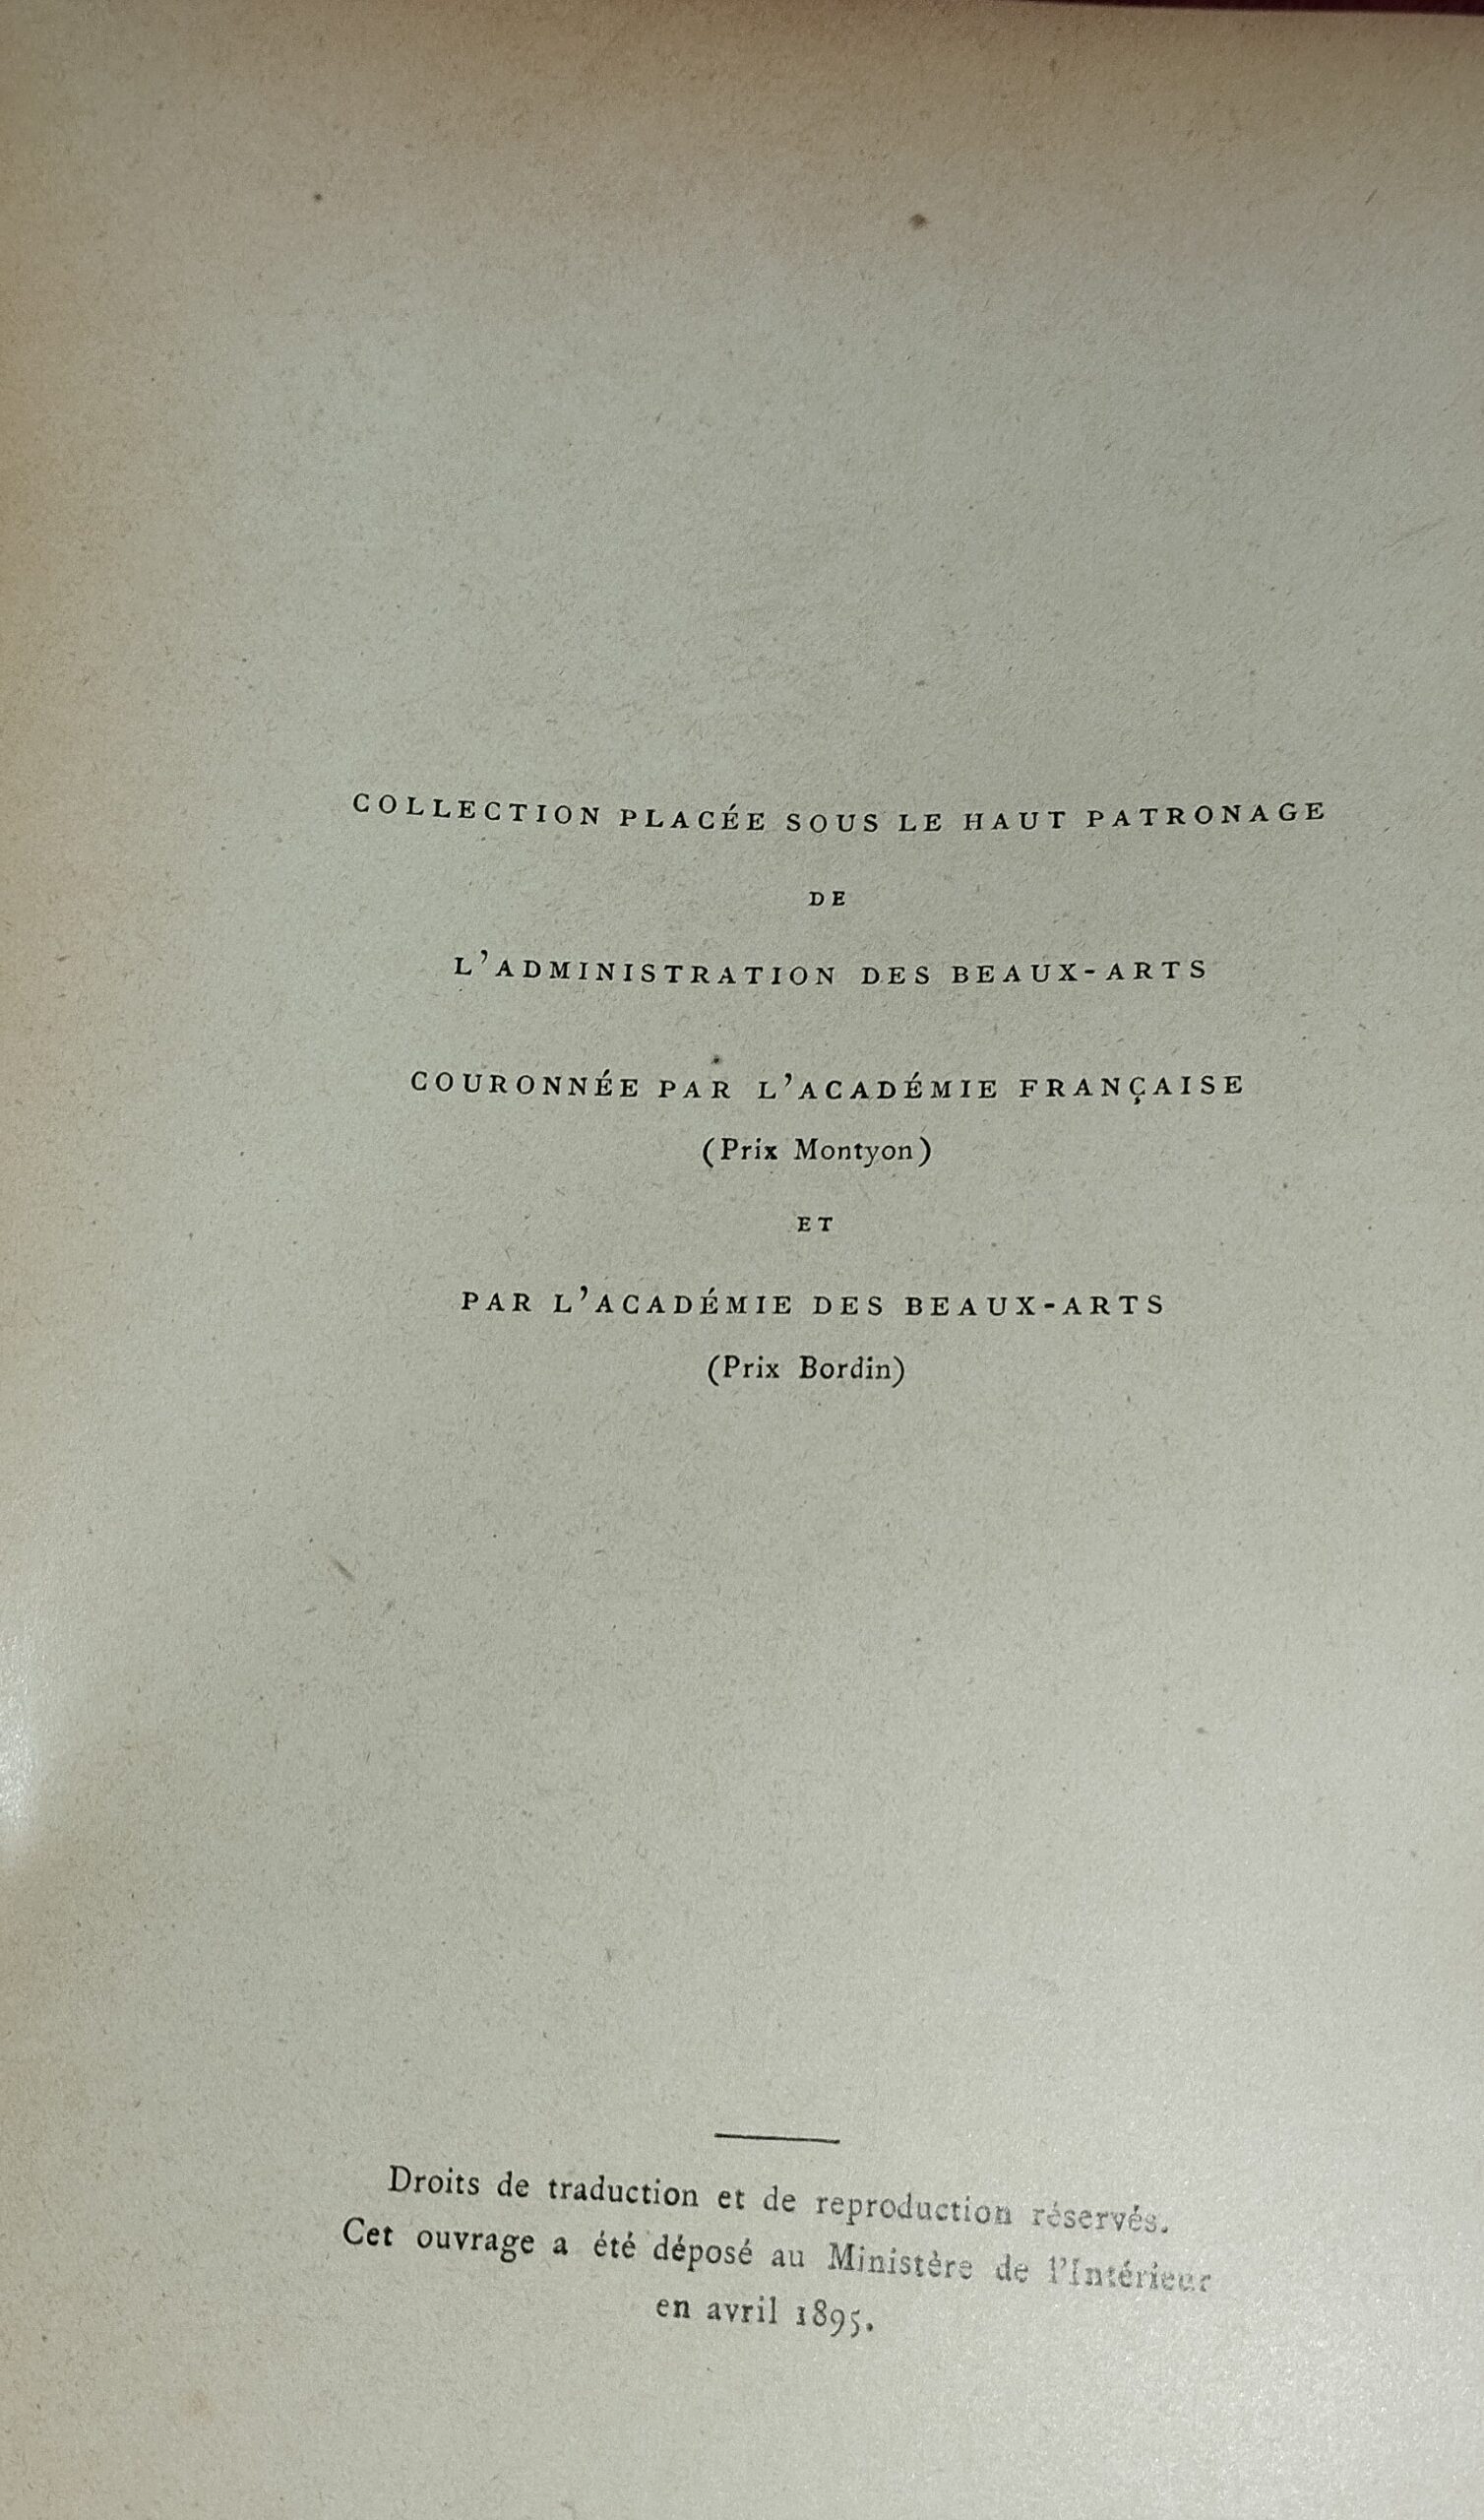 COLLECTION PLACÉE SOUS LE HAUT PATRONAGE
DE
L'ADMINISTRATION DES BEAUX-ARTS
COURONNÉE PAR L'ACADÉMIE FRANÇAISE
(Prix Montyon)
ET
PAR L'ACADÉMIE DES BEAUX-ARTS
(Prix Bordin)
Droits de traduction et de reproduction réservés.
Cet ouvrage a été déposé au Ministère de l'Intérieur
en avril 1895.